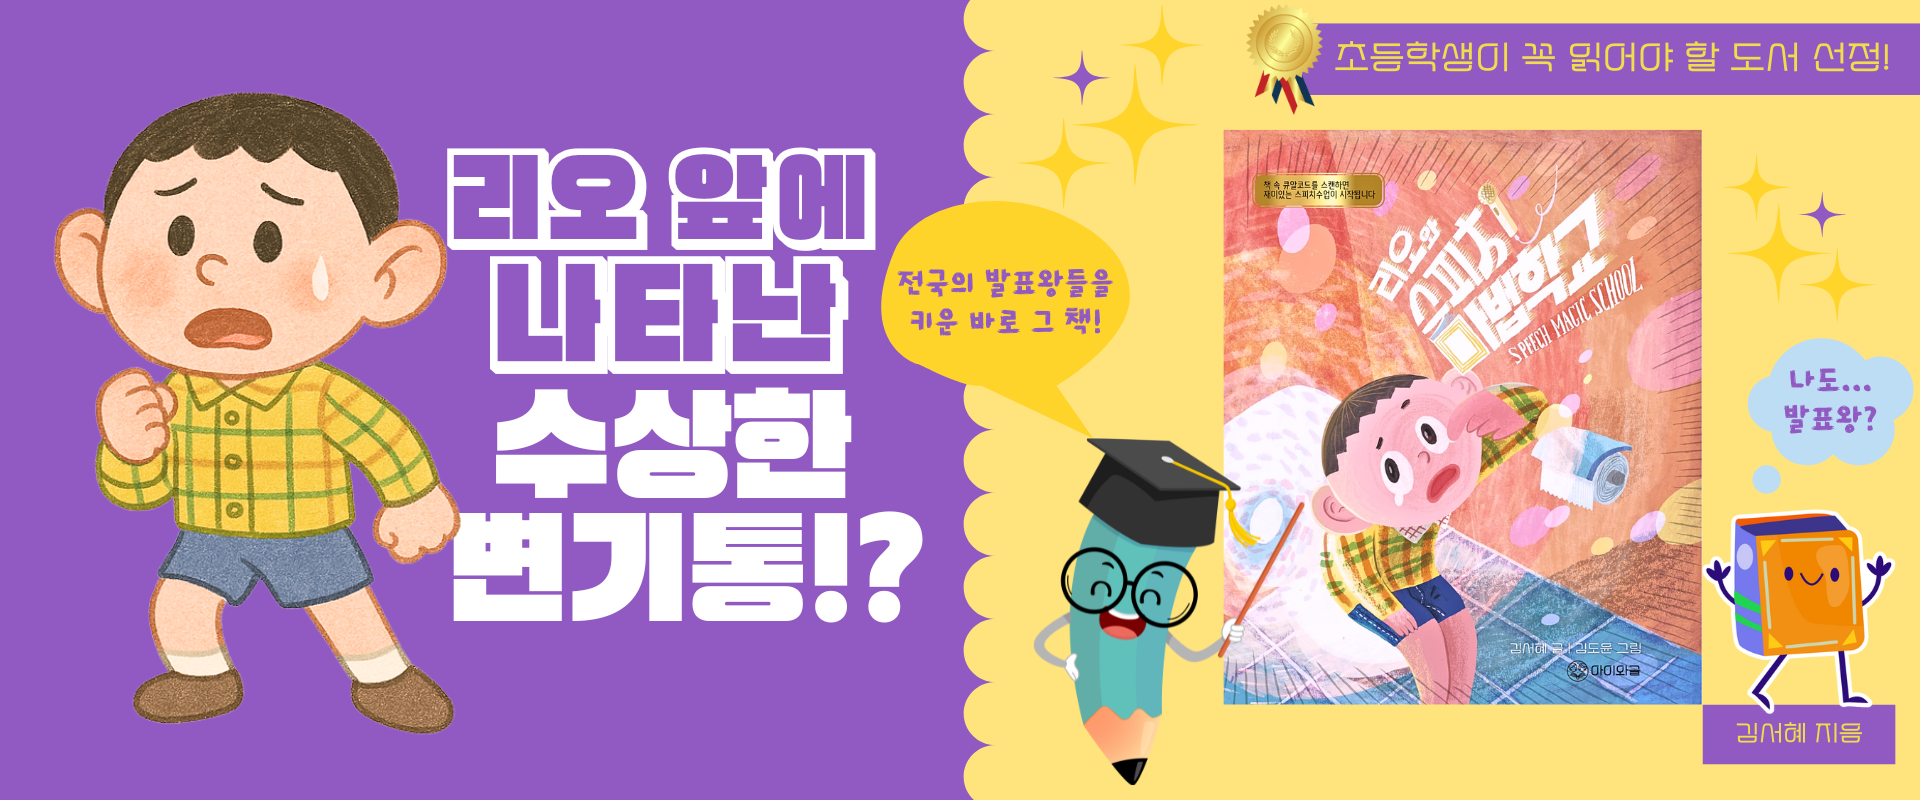 리오 앞에
나타난
수상한
변기통!?
전국의 발표왕들을
키운 바로 그 책!
초등학생이 꼭 읽어야 할 도서 선정!
책 속 큐알코드를 스캔하면
재미있는 스피치수업이 시작됩니다
리오와
스피치
마법학교
SPEECH MAGIC SCHOOL
김서혜 글 | 김도윤 그림
마이와글
나도...
발표왕?
김서혜 지음